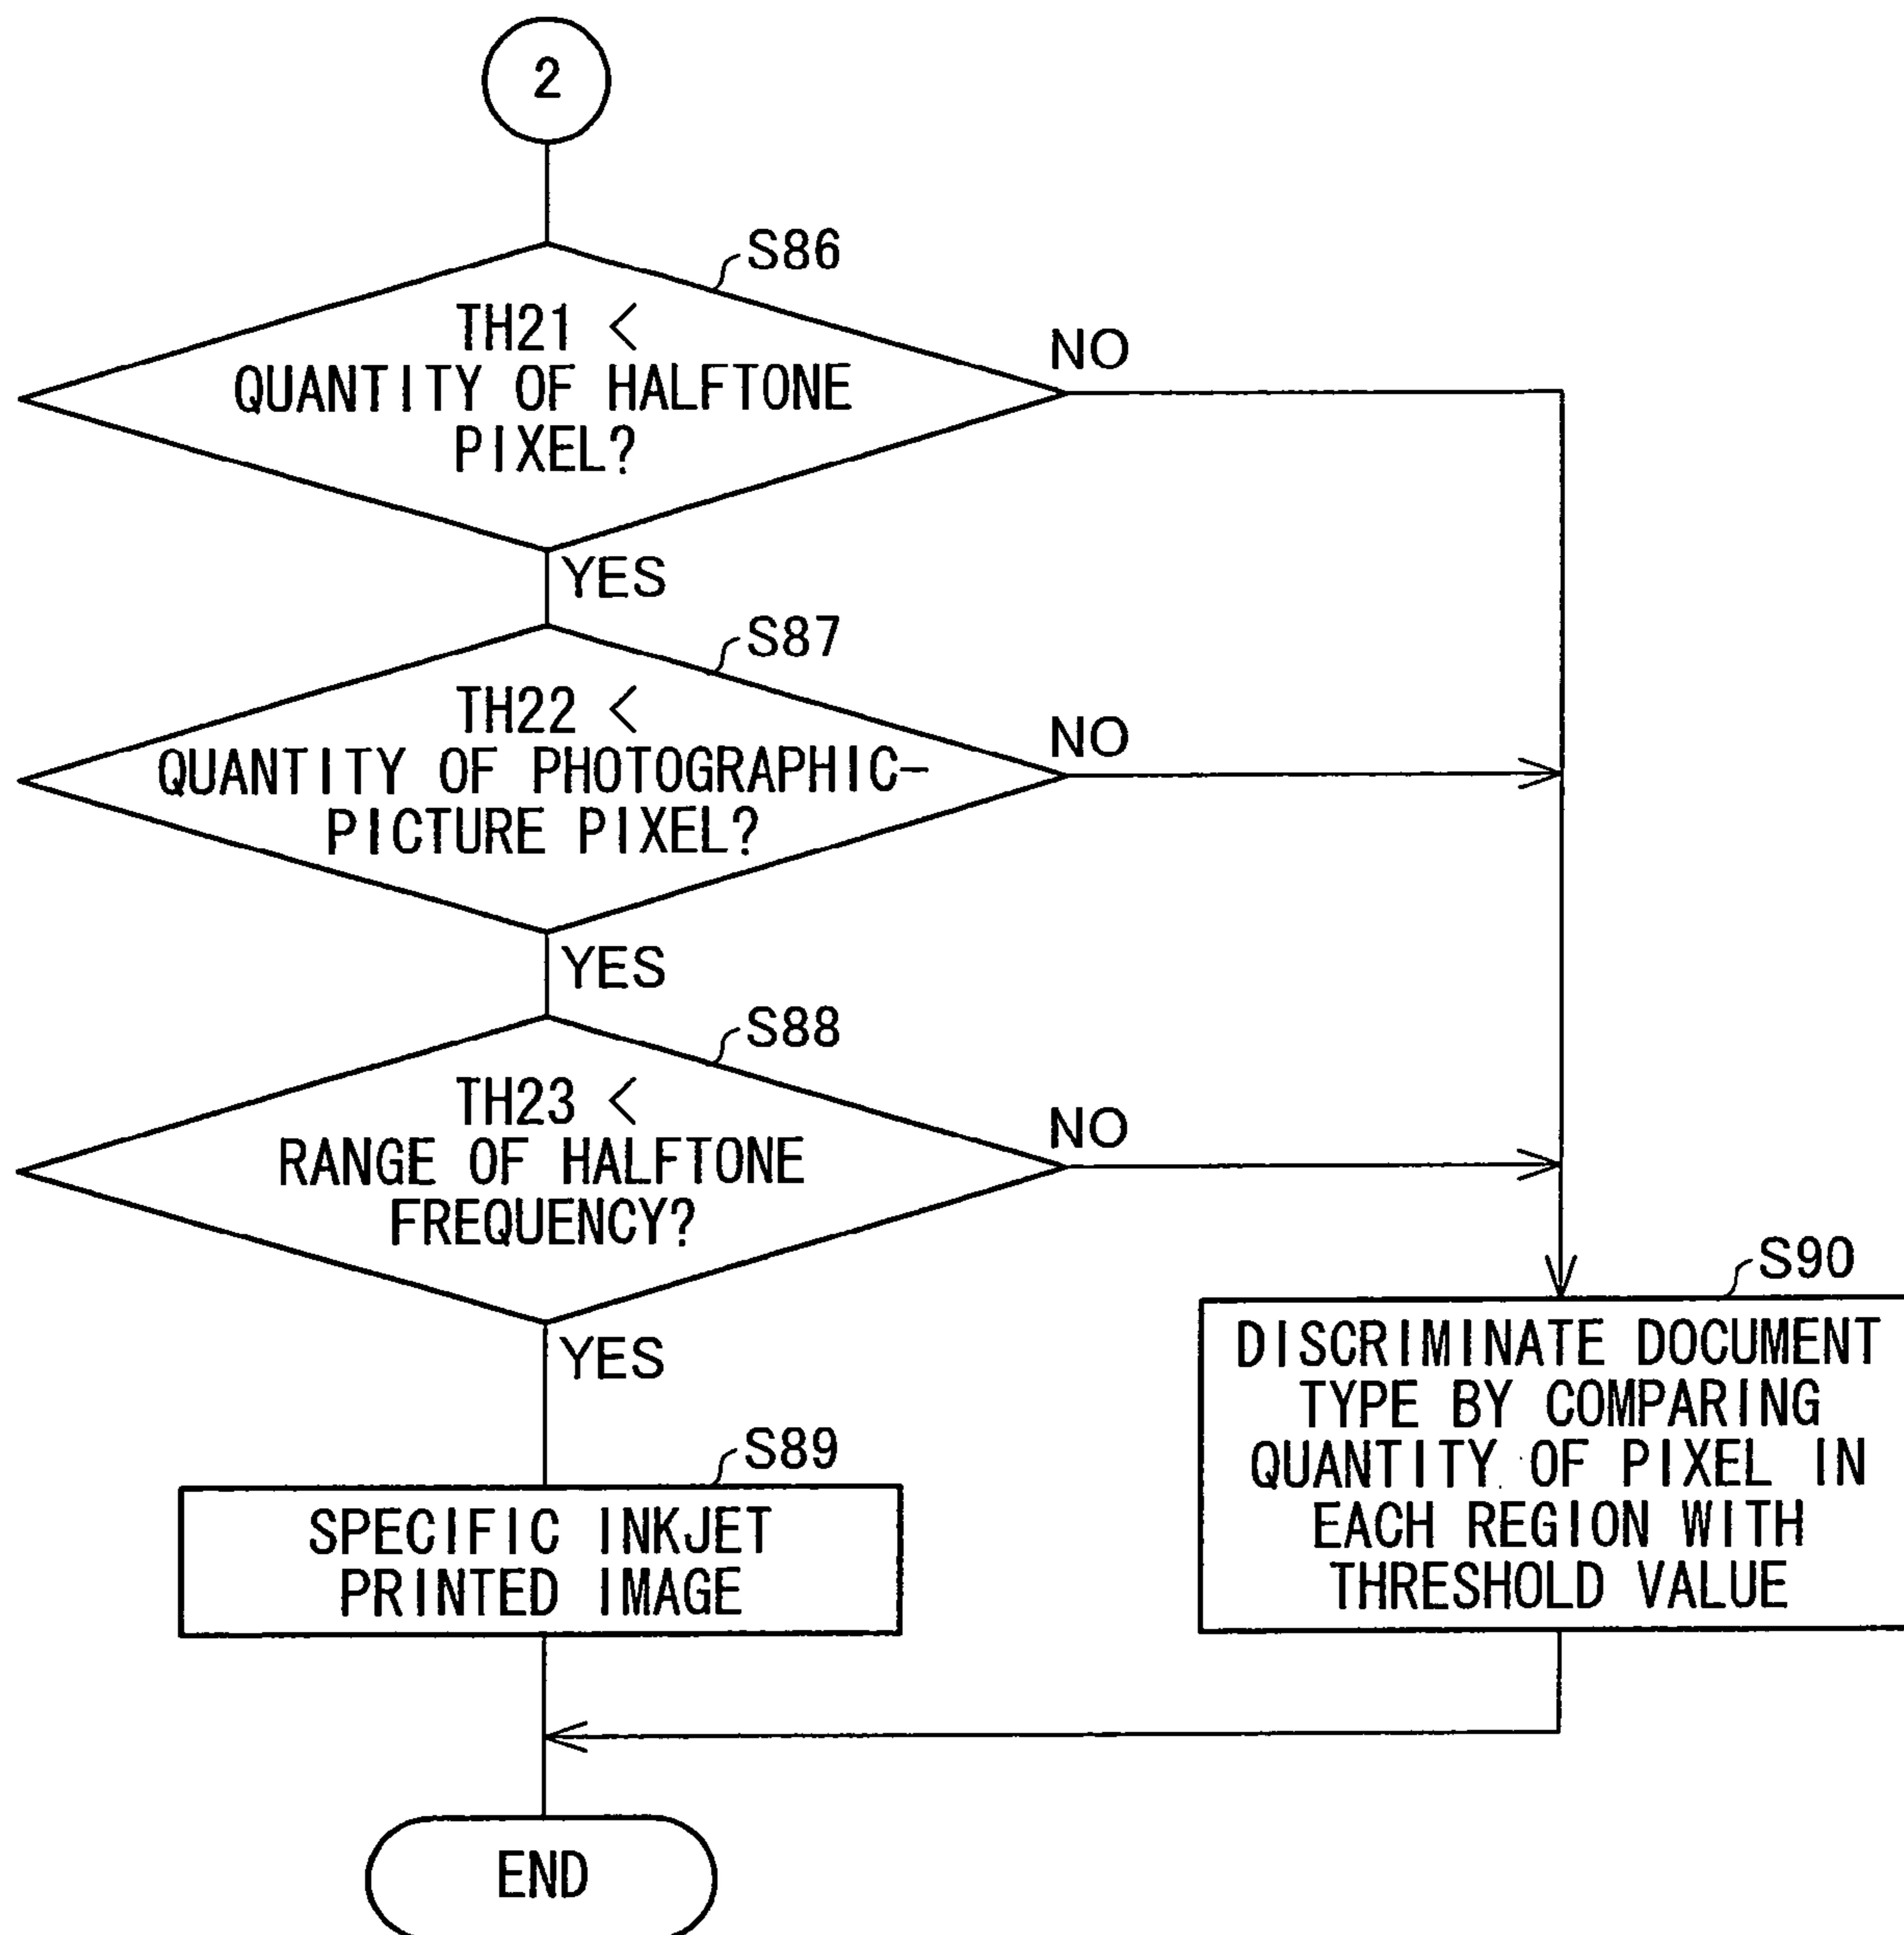 2
S86
TH21 <
QUANTITY OF HALFTONE
PIXEL?
NO
YES
S87
TH22 <
QUANTITY OF PHOTOGRAPHIC-
PICTURE PIXEL?
NO
YES
S88
TH23 <
RANGE OF HALFTONE
FREQUENCY?
NO
YES
S89
SPECIFIC INKJET
PRINTED IMAGE
S90
DISCRIMINATE DOCUMENT
TYPE BY COMPARING
QUANTITY OF PIXEL IN
EACH REGION WITH
THRESHOLD VALUE
END